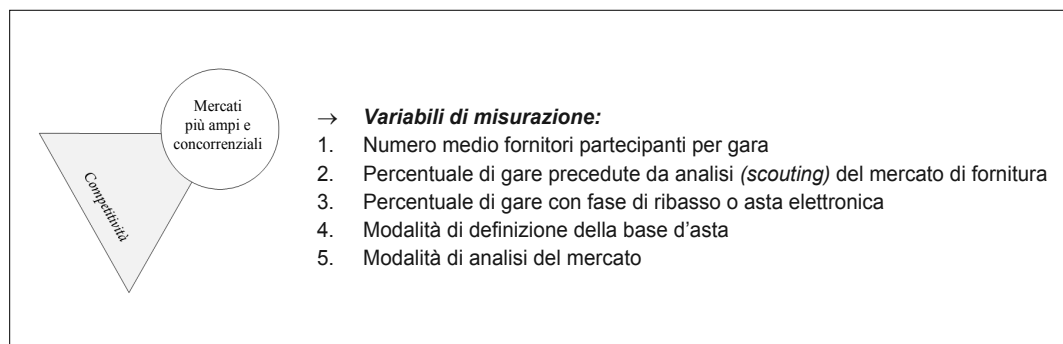 Mercati
più ampi e
concorrenziali
Competitività
→ Variabili di misurazione:
1. Numero medio fornitori partecipanti per gara
2. Percentuale di gare precedute da analisi (scouting) del mercato di fornitura
3. Percentuale di gare con fase di ribasso o asta elettronica
4. Modalità di definizione della base d’asta
5. Modalità di analisi del mercato